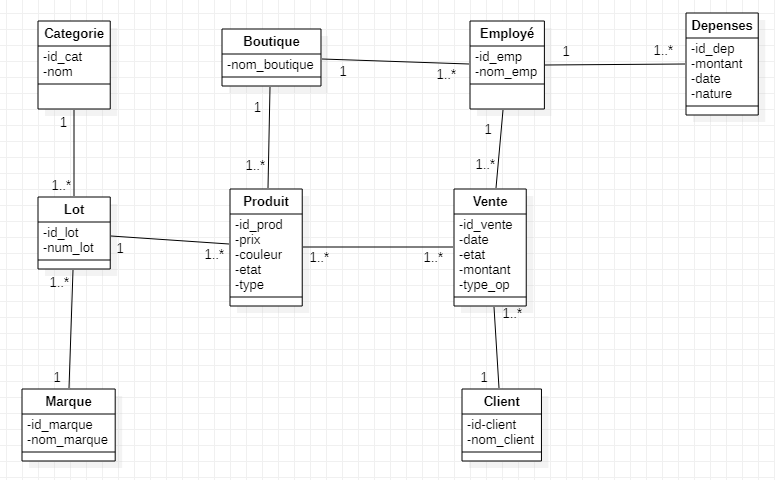 Categorie
-id_cat
-nom
Boutique
-nom_boutique
Employé
-id_emp
-nom_emp
Depenses
-id_dep
-montant
-date
-nature
1
1..*
1
1..*
1
1..*
1
1..*
1
1..*
Lot
-id_lot
-num_lot
Produit
-id_prod
-prix
-couleur
-etat
-type
Vente
-id_vente
-date
-etat
-montant
-type_op
1
1..*
1..*
1..*
1..*
1
1..*
1
Marque
-id_marque
-nom_marque
Client
-id-client
-nom_client